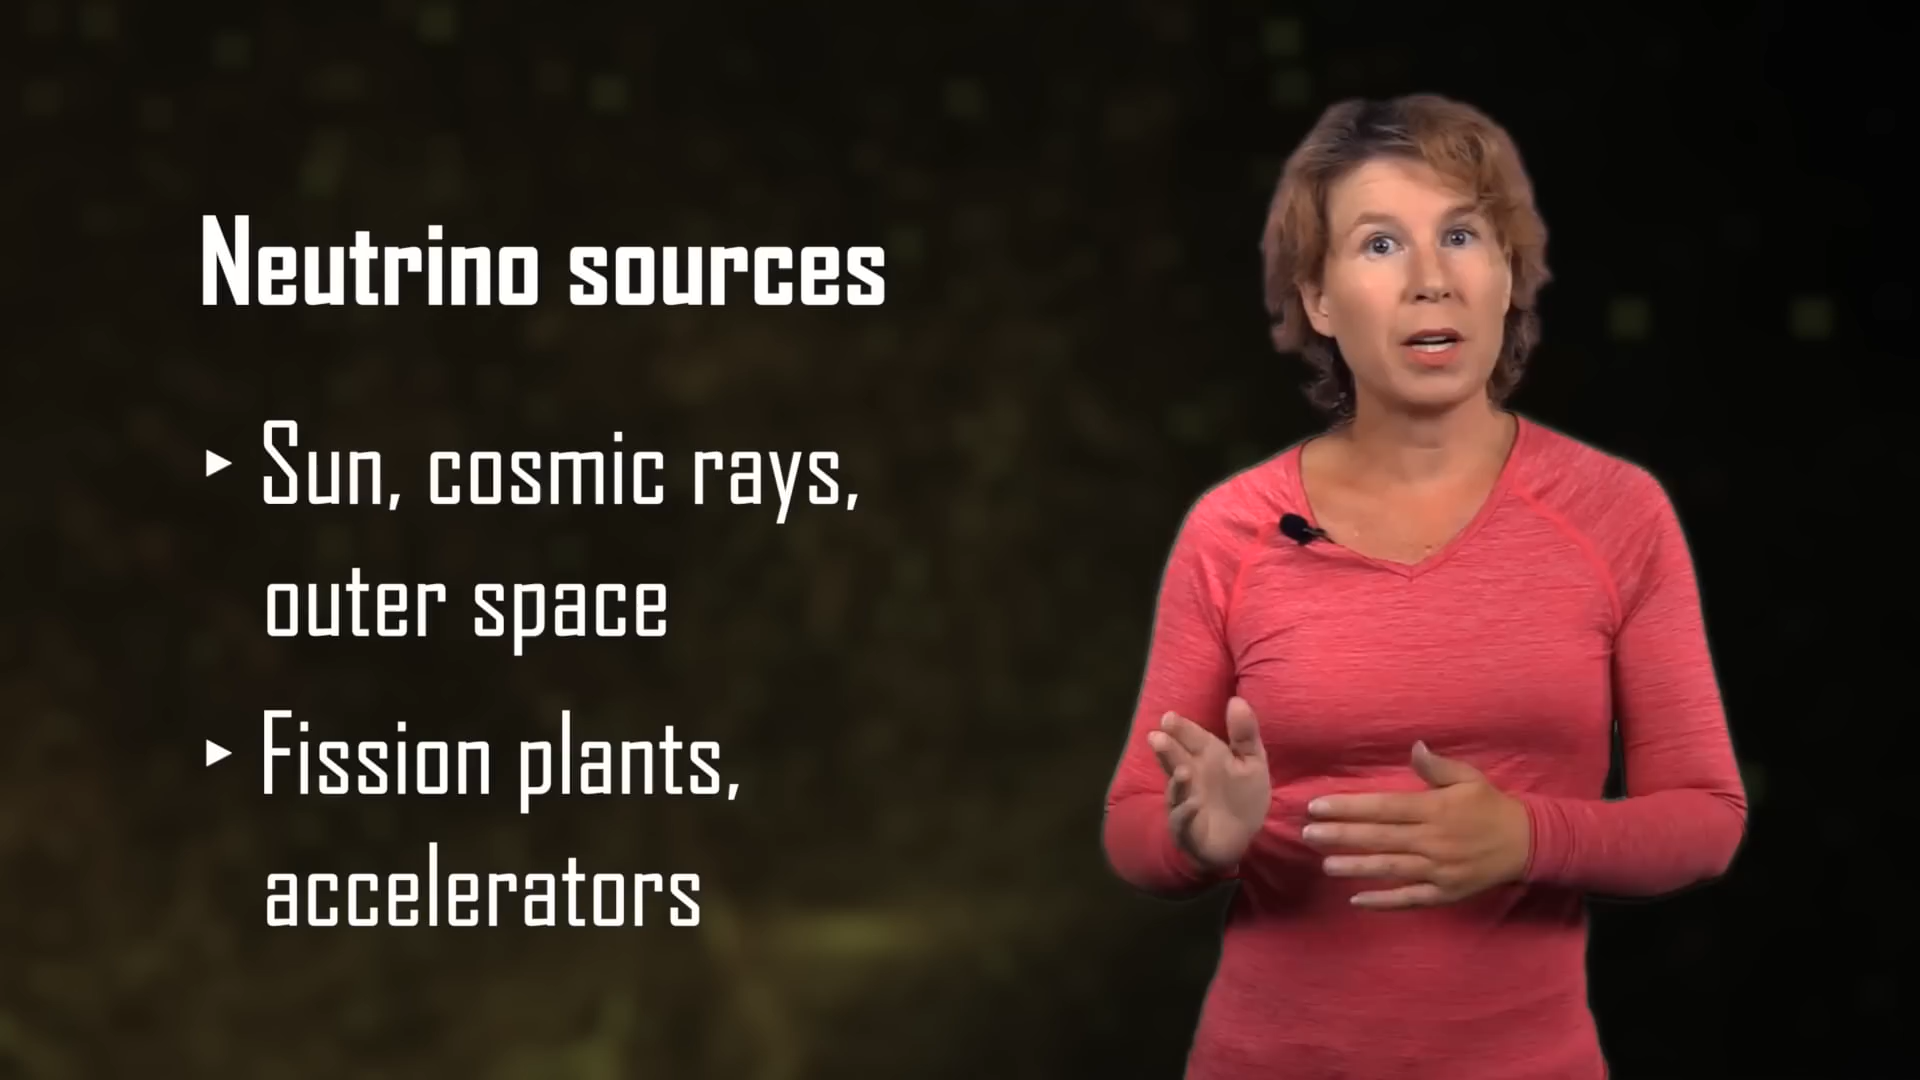 Neutrino sources
‣ Sun, cosmic rays,
outer space
‣ Fission plants,
accelerators